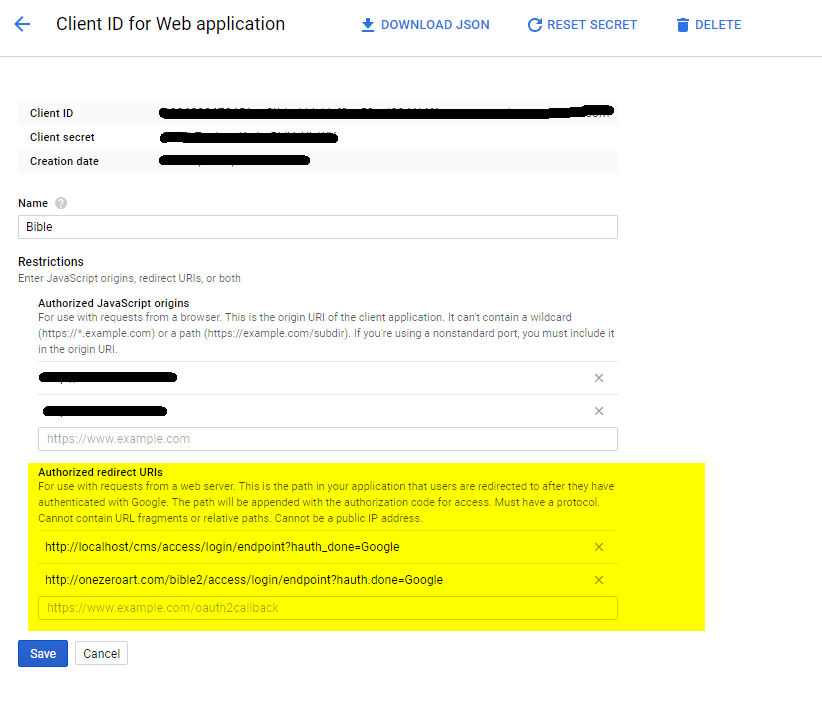 Client ID for Web application
DOWNLOAD JSON
RESET SECRET
DELETE
Client ID
Client secret
Creation date
Name ?
Bible
Restrictions
Enter JavaScript origins, redirect URIs, or both
Authorized JavaScript origins
For use with requests from a browser. This is the origin URI of the client application. It can't contain a wildcard
(https://*.example.com) or a path (https://example.com/subdir). If you're using a nonstandard port, you must include it
in the origin URI.
https://www.example.com
Authorized redirect URIs
For use with requests from a web server. This is the path in your application that users are redirected to after they have
authenticated with Google. The path will be appended with the authorization code for access. Must have a protocol.
Cannot contain URL fragments or relative paths. Cannot be a public IP address.
http://localhost/cms/access/login/endpoint?hauth_done=Google
http://onezeroart.com/bible2/access/login/endpoint?hauth.done=Google
https://www.example.com/oauth2callback
Save
Cancel